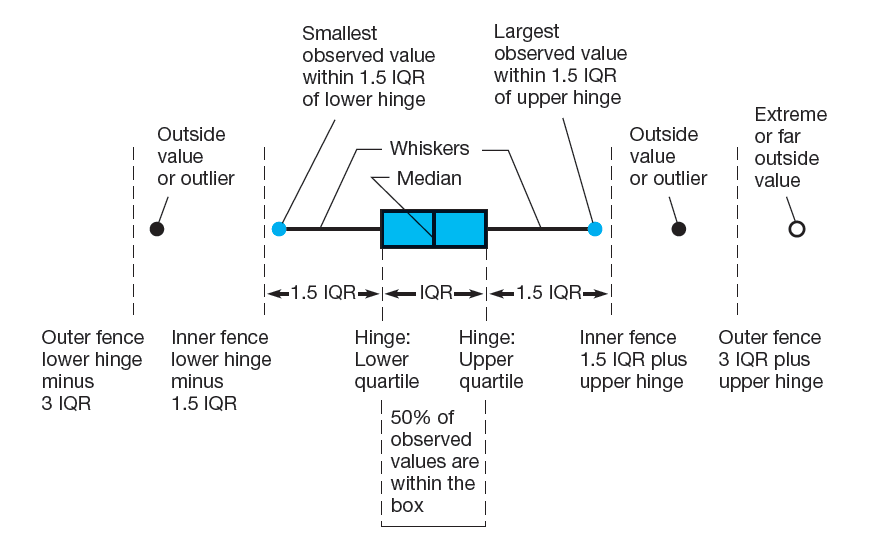 Smallest
observed value
within 1.5 IQR
of lower hinge
Largest
observed value
within 1.5 IQR
of upper hinge
Extreme
or far
outside
value
Outside
value
or outlier
Whiskers
Median
Outside
value
or outlier
1.5 IQR
IQR
1.5 IQR
Outer fence
lower hinge
minus
3 IQR
Inner fence
lower hinge
minus
1.5 IQR
Hinge:
Lower
quartile
Hinge:
Upper
quartile
Inner fence
1.5 IQR plus
upper hinge
Outer fence
3 IQR plus
upper hinge
50% of
observed
values are
within the
box